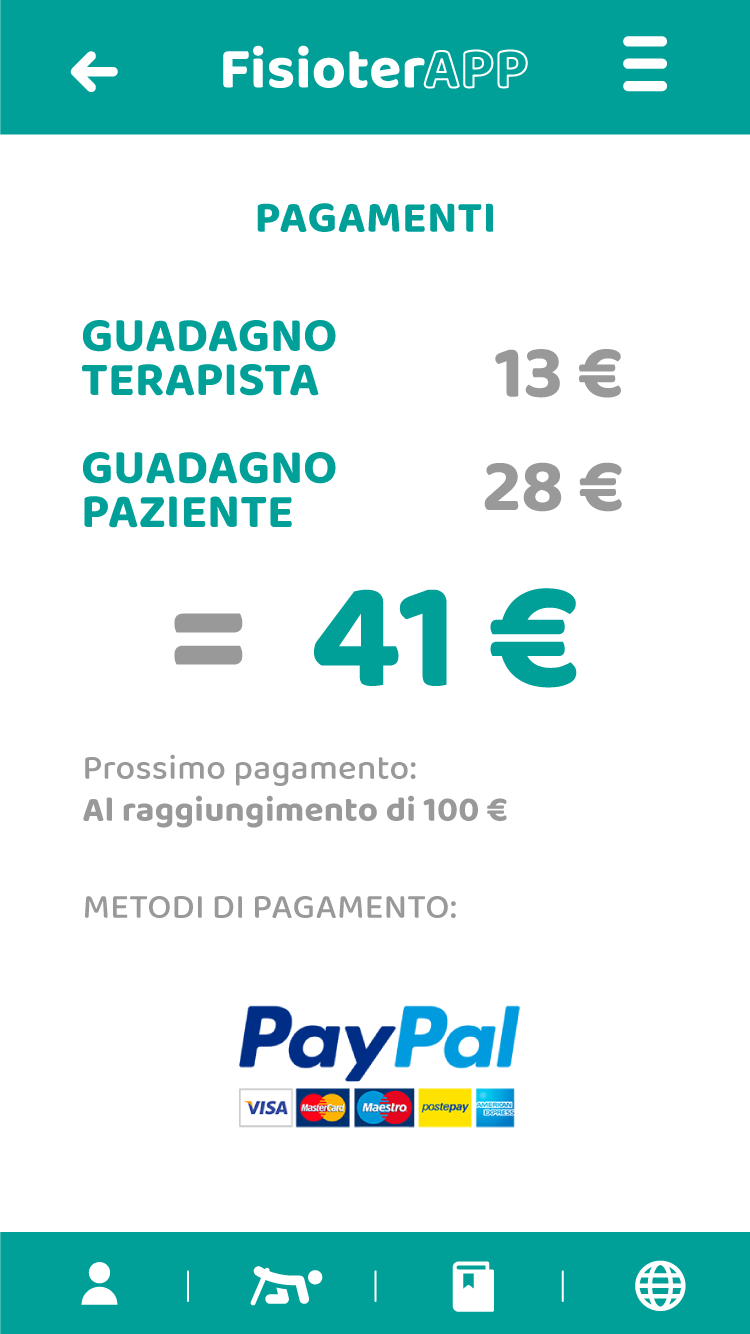 FisioterAPP
PAGAMENTI
GUADAGNO
TERAPISTA
13 €
GUADAGNO
PAZIENTE
28 €
= 41 €
Prossimo pagamento:
Al raggiungimento di 100 €
METODI DI PAGAMENTO:
PayPal
VISA MasterCard Maestro postepay AMERICAN EXPRESS